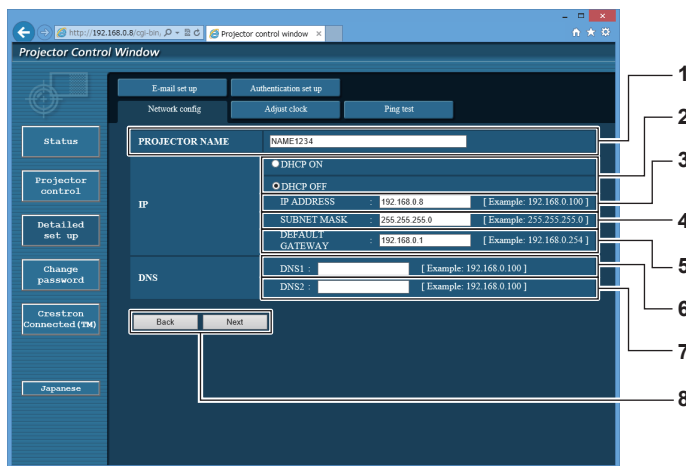 http://192.168.0.8/cgi-bin,
Projector control window
Projector Control Window
E-mail set up
Authentication set up
Network config
Adjust clock
Ping test
Status
Projector
control
Detailed
set up
Change
password
Crestron
Connected(TM)
Japanese
PROJECTOR NAME
NAME1234
IP
DHCP ON
DHCP OFF
IP ADDRESS : 192.168.0.8 [ Example: 192.168.0.100 ]
SUBNET MASK : 255.255.255.0 [ Example: 255.255.255.0 ]
DEFAULT
GATEWAY : 192.168.0.1 [ Example: 192.168.0.254 ]
DNS
DNS1 : [ Example: 192.168.0.100 ]
DNS2 : [ Example: 192.168.0.100 ]
Back
Next
1
2
3
4
5
6
7
8